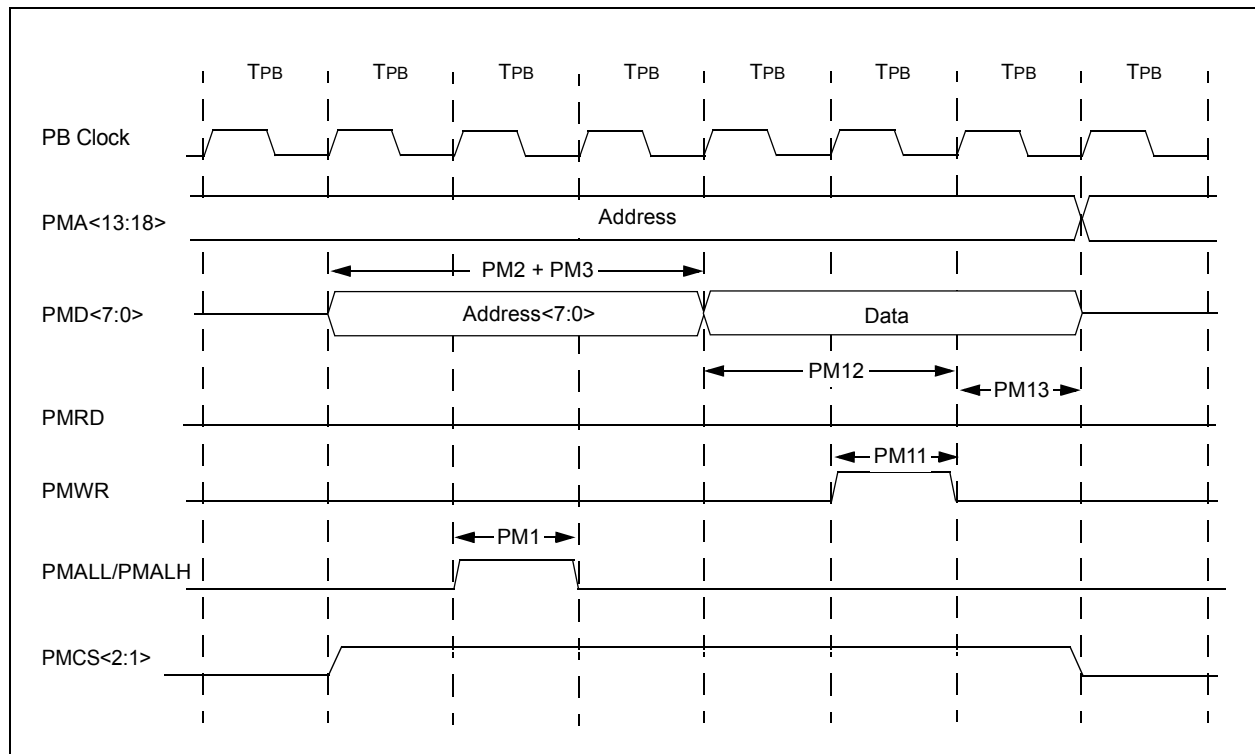 TPB TPB TPB TPB TPB TPB TPB TPB
PB Clock
PMA<13:18>
Address
PM2 + PM3
PMD<7:0>
Address<7:0>
Data
PM12
PM13
PMRD
PM11
PMWR
PM1
PMALL/PMALH
PMCS<2:1>